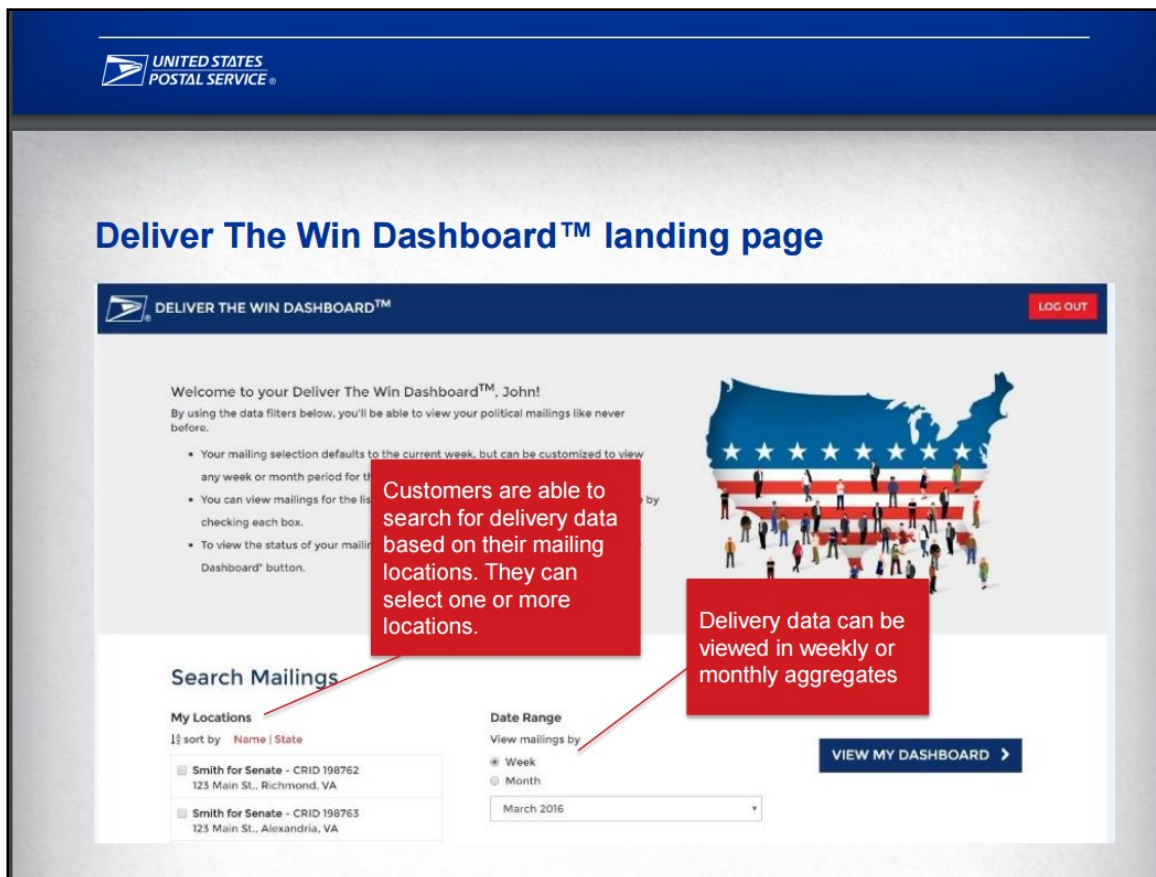 UNITED STATES
POSTAL SERVICE ®
Deliver The Win Dashboard™ landing page
® DELIVER THE WIN DASHBOARD™
LOG OUT
Welcome to your Deliver The Win Dashboard™, John!
By using the data filters below, you'll be able to view your political mailings like never
before.
• Your mailing selection defaults to the current week, but can be customized to view
any week or month period for
• You can view mailings for the by
checking each box.
• To view the status of your
Dashboard" button.
Customers are able to
search for delivery data
based on their mailing
locations. They can
select one or more
locations.
Delivery data can be
viewed in weekly or
monthly aggregates
Search Mailings
My Locations
sort by Name | State
Smith for Senate - CRID 198762
123 Main St., Richmond, VA
Smith for Senate - CRID 198763
123 Main St., Alexandria, VA
Date Range
View mailings by
Week
Month
March 2016
VIEW MY DASHBOARD >